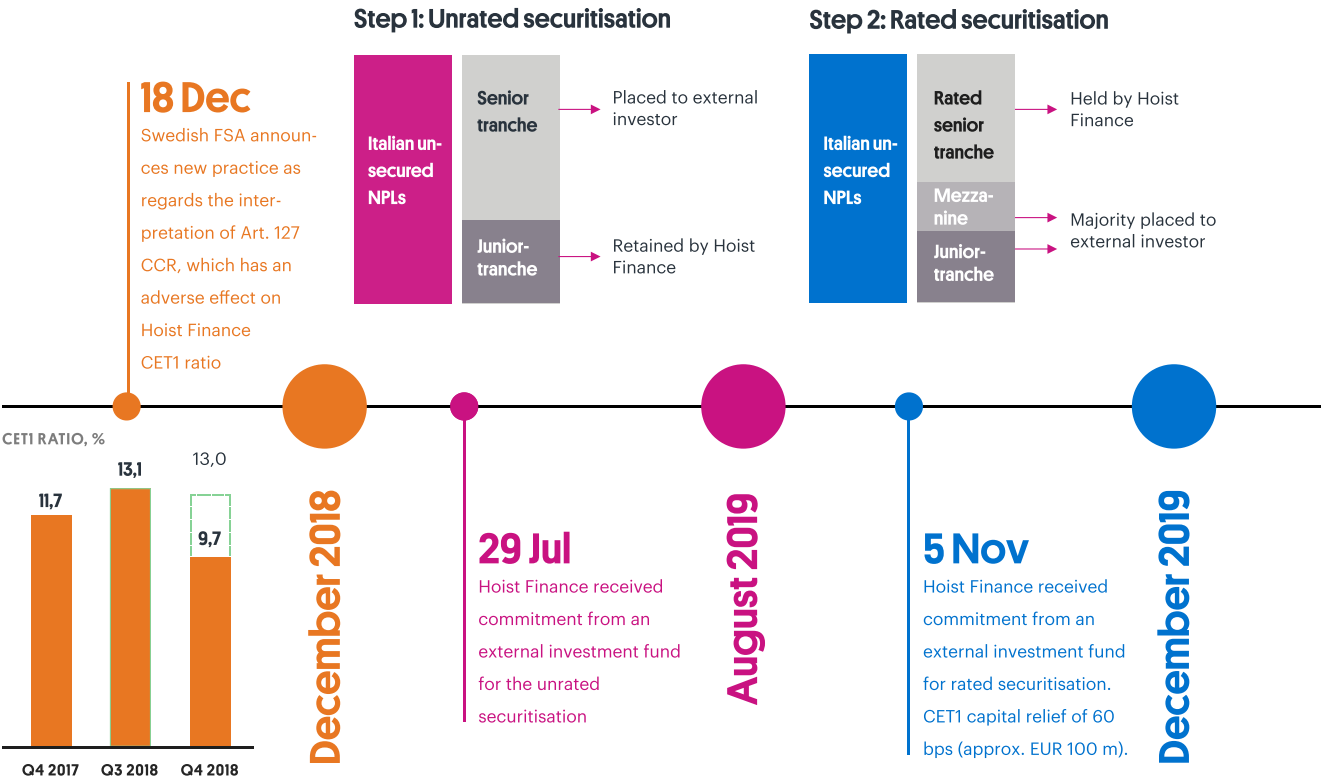 Step 1: Unrated securitisation
Italian un-
secured
NPLs
Senior
tranche
Junior-
tranche
Placed to external
investor
Retained by Hoist
Finance
Step 2: Rated securitisation
Italian un-
secured
NPLs
Rated
senior
tranche
Mezza-
nine
Junior-
tranche
Held by Hoist
Finance
Majority placed to
external investor
18 Dec
Swedish FSA announ-
ces new practice as
regards the inter-
pretation of Art. 127
CCR, which has an
adverse effect on
Hoist Finance
CET1 ratio
CET1 RATIO, %
11,7
13,1
13,0
9,7
Q4 2017
Q3 2018
Q4 2018
December 2018
29 Jul
Hoist Finance received
commitment from an
external investment fund
for the unrated
securitisation
August 2019
5 Nov
Hoist Finance received
commitment from an
external investment fund
for rated securitisation.
CET1 capital relief of 60
bps (approx. EUR 100 m).
December 2019